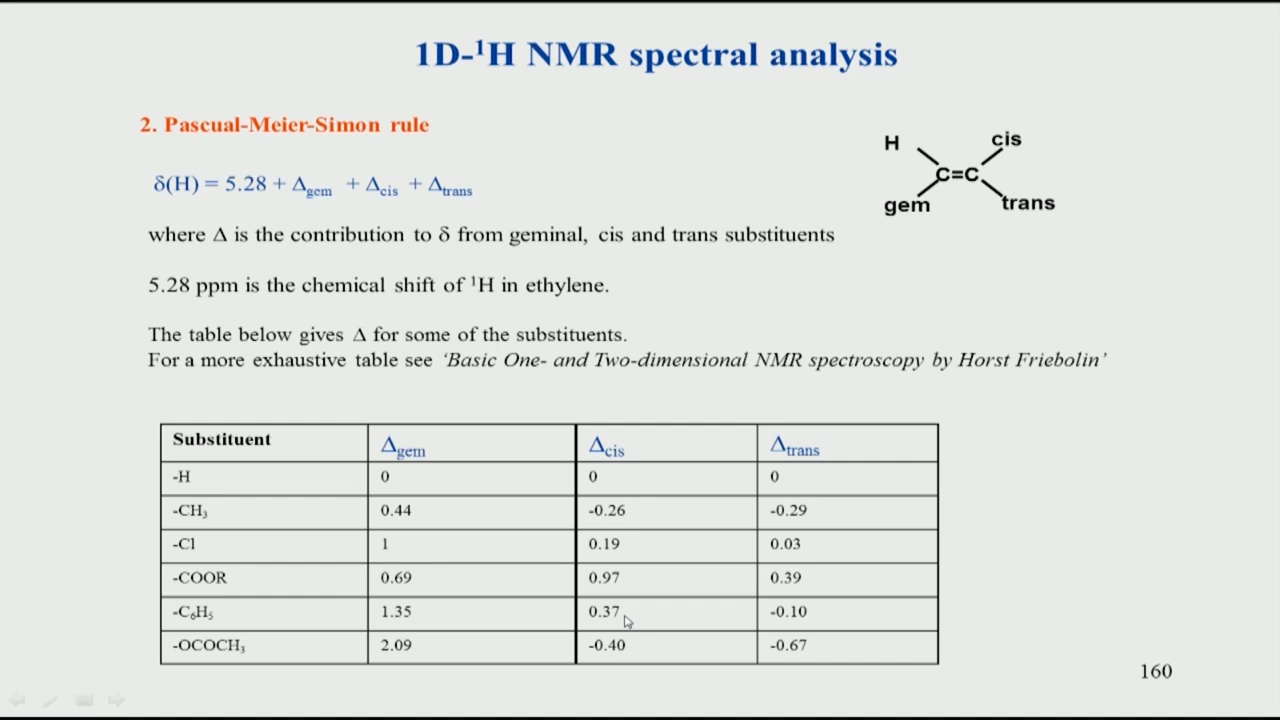 1D-¹H NMR spectral analysis
2. Pascual-Meier-Simon rule
δ(H) = 5.28 + Δgem + Δcis + Δtrans
H cis
C=C
gem trans
where Δ is the contribution to δ from geminal, cis and trans substituents
5.28 ppm is the chemical shift of ¹H in ethylene.
The table below gives Δ for some of the substituents.
For a more exhaustive table see ‘Basic One- and Two-dimensional NMR spectroscopy by Horst Friebolin’
Substituent Δgem Δcis Δtrans
-H 0 0 0
-CH₃ 0.44 -0.26 -0.29
-Cl 1 0.19 0.03
-COOR 0.69 0.97 0.39
-C₆H₅ 1.35 0.37 -0.10
-OCOCH₃ 2.09 -0.40 -0.67
160